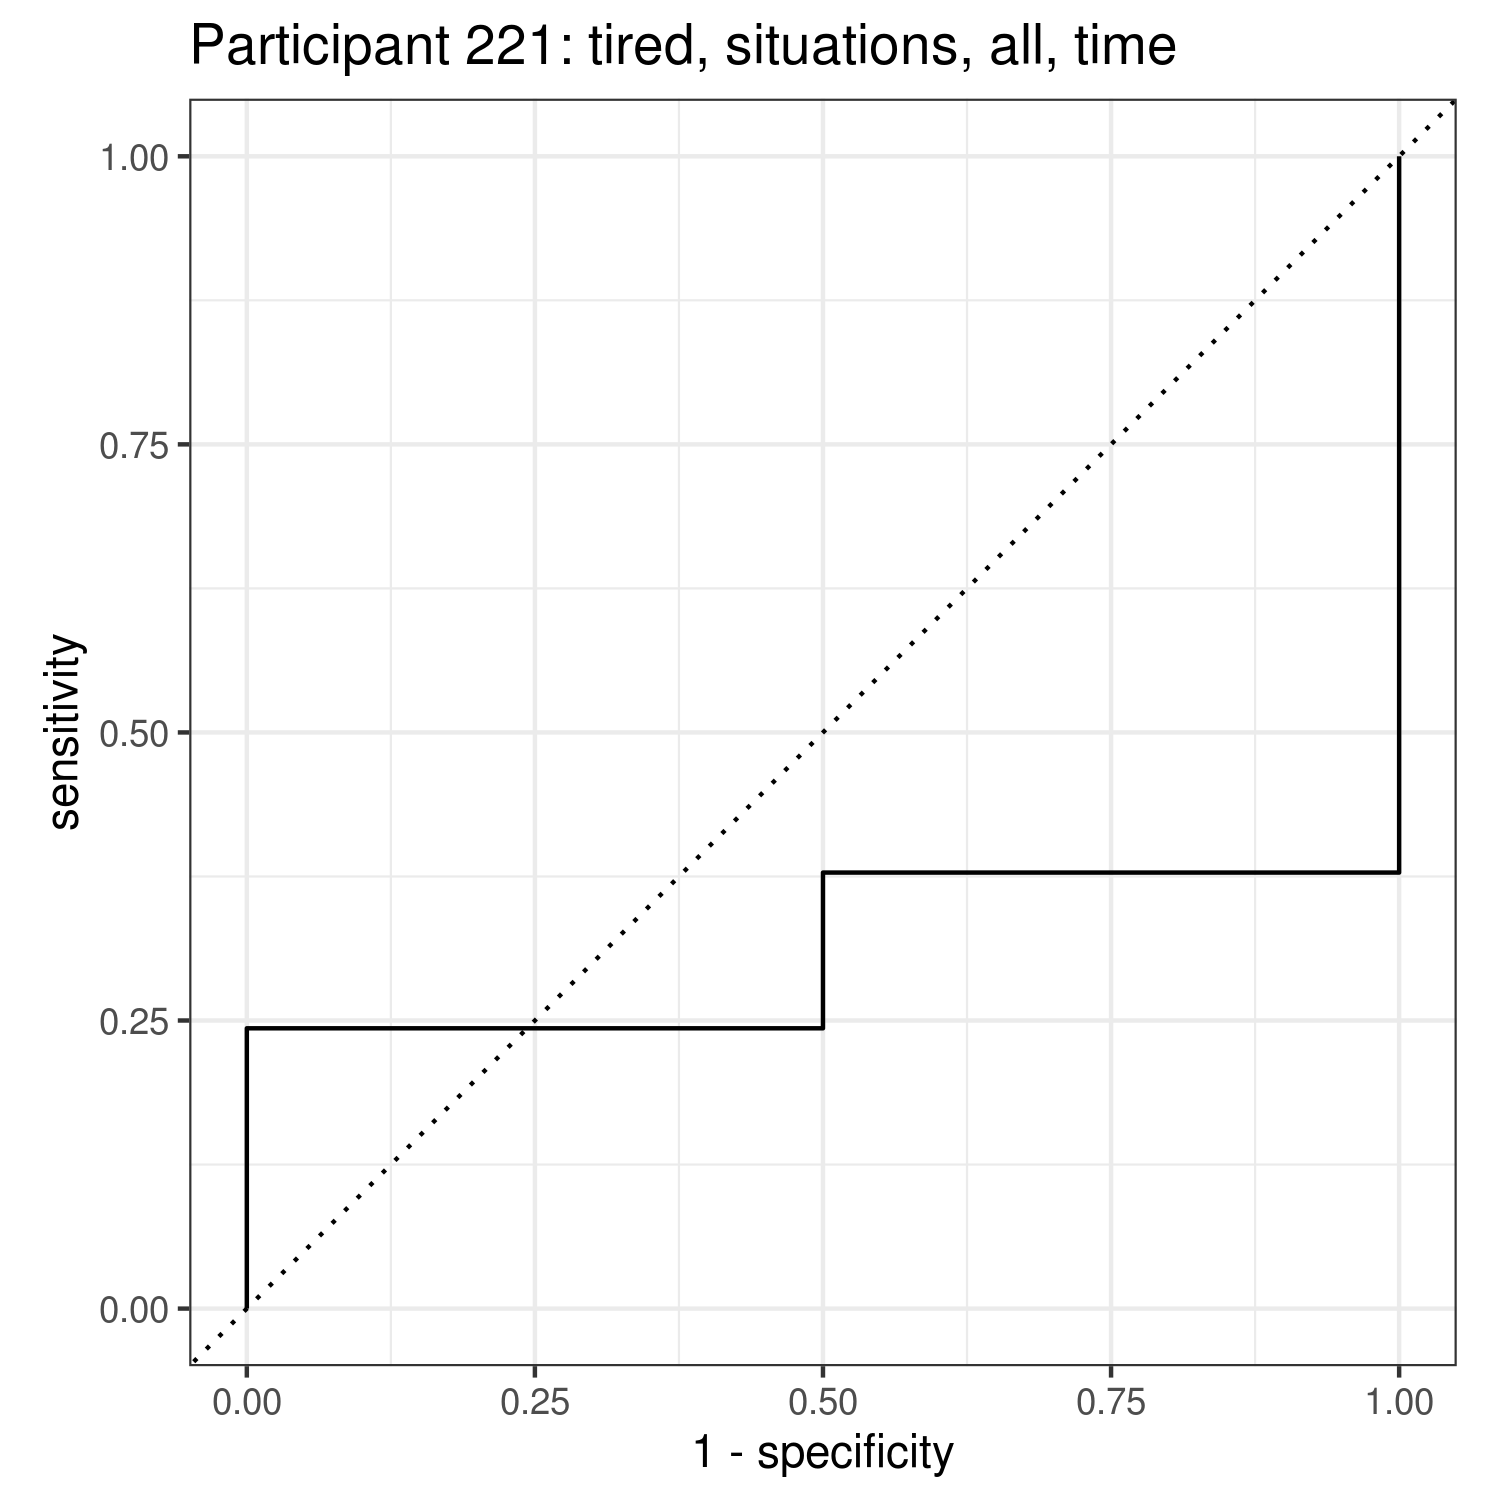 Participant 221: tired, situations, all, time
1.00
0.75
0.50
0.25
0.00
sensitivity
0.00 0.25 0.50 0.75 1.00
1 - specificity